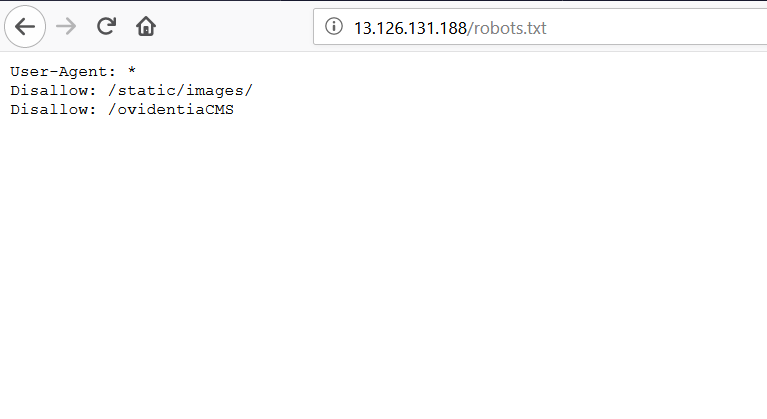 13.126.131.188/robots.txt
User-Agent: *
Disallow: /static/images/
Disallow: /ovidentiaCMS